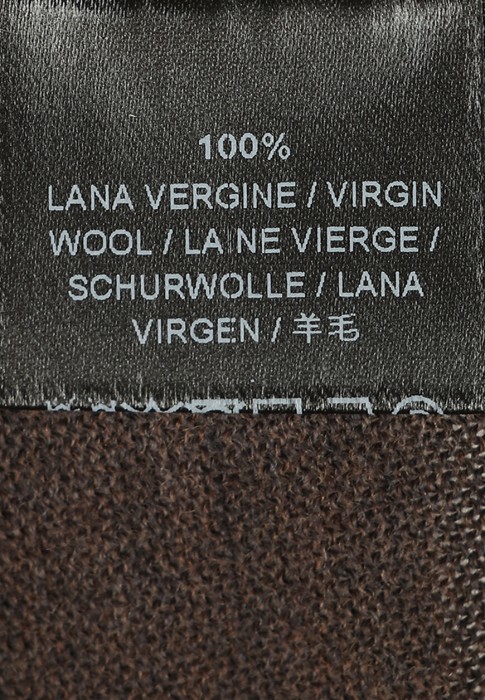 100%
LANA VERGINE / VIRGIN
WOOL / LAINE VIERGE /
SCHURWOLLE / LANA
VIRGEN / 羊毛